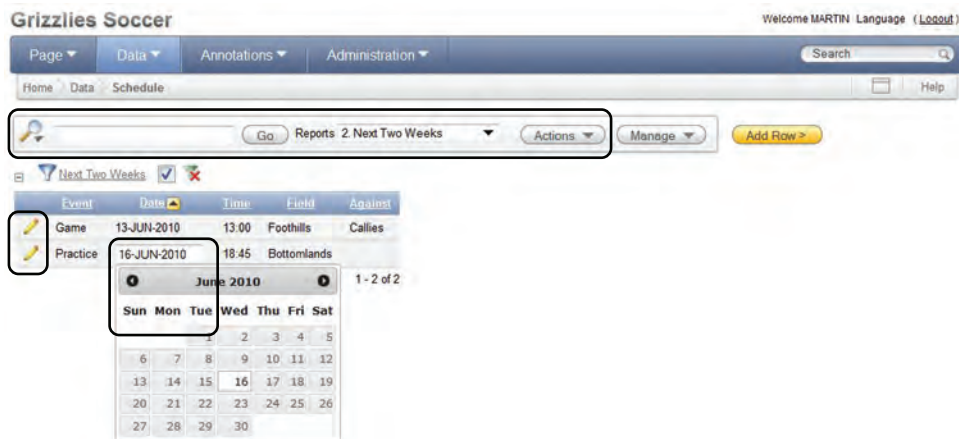 Grizzlies Soccer
Welcome MARTIN Language (Logout)
Page Data Annotations Administration
Search
Home Data Schedule
Help
Go Reports 2. Next Two Weeks Actions Manage Add Row >
Next Two Weeks
Event Date Time Field Against
Game 13-JUN-2010 13:00 Foothills Callies
Practice 16-JUN-2010 18:45 Bottomlands
June 2010 1 - 2 of 2
Sun Mon Tue Wed Thu Fri Sat
1 2 3 4 5
6 7 8 9 10 11 12
13 14 15 16 17 18 19
20 21 22 23 24 25 26
27 28 29 30